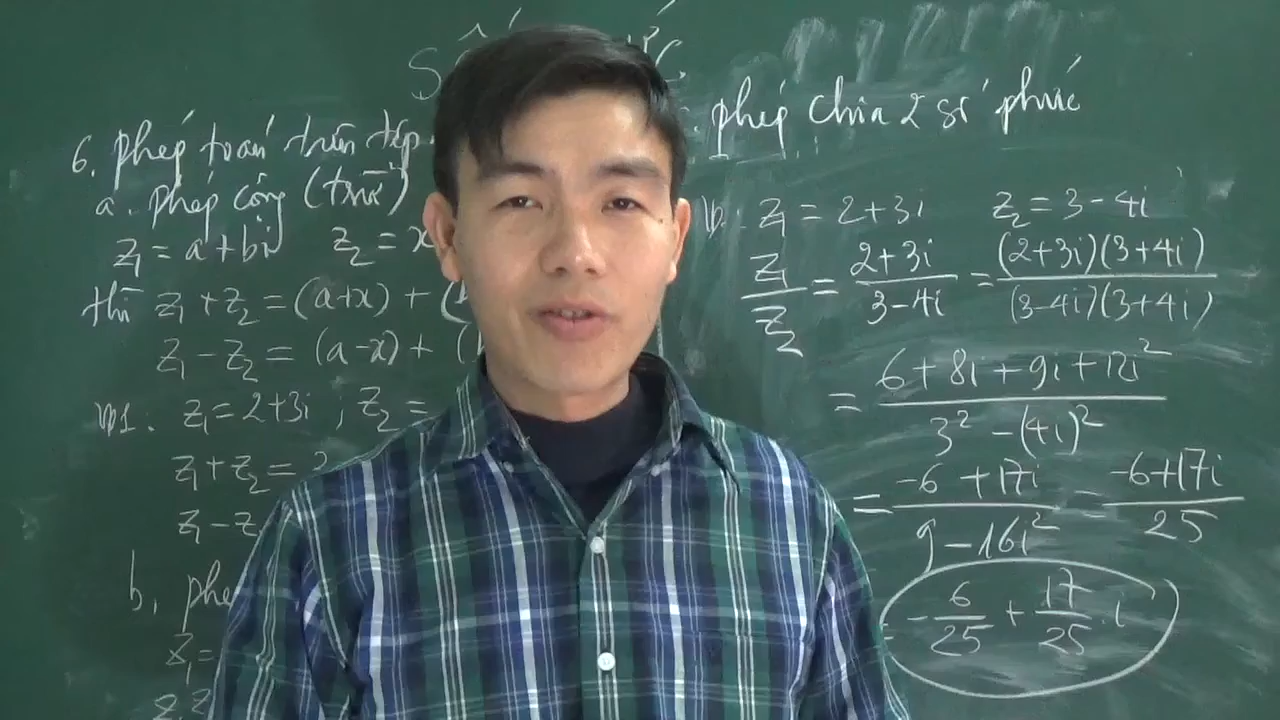 6. phép toán trên tập
a. phép cộng (trừ)
z₁ = a + bi z₂ = x
thì z₁ + z₂ = (a+x) + (
z₁ - z₂ = (a-x) + (
VD1. z₁ = 2+3i ; z₂ =
z₁ + z₂ =
z₁ - z
b, phé
z₁ =
phép chia 2 số phức
VD. z₁ = 2+3i z₂ = 3-4i
z₁/z₂ = (2+3i)/(3-4i) = (2+3i)(3+4i)/(3-4i)(3+4i)
= (6+8i+9i+12i²)/(3²-(4i)²)
= (-6+17i)/(9-16i²) = (-6+17i)/25
= -6/25 + 17/25 . i